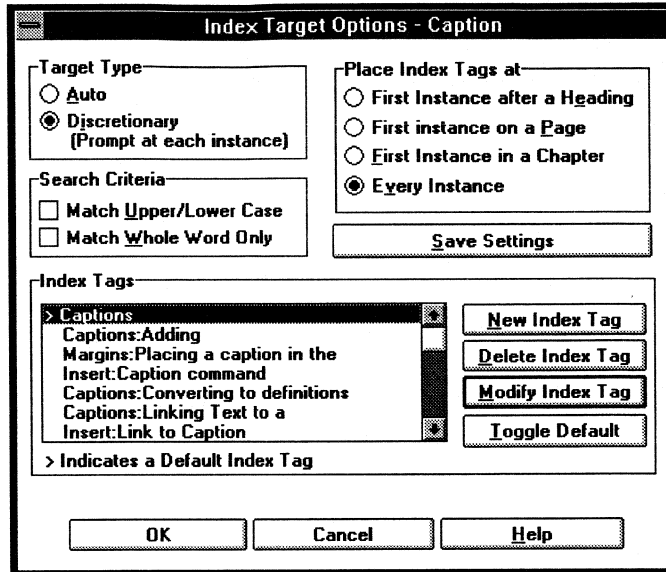 Index Target Options - Caption
Target Type
Auto
Discretionary
(Prompt at each instance)
Place Index Tags at
First Instance after a Heading
First instance on a Page
First Instance in a Chapter
Every Instance
Search Criteria
Match Upper/Lower Case
Match Whole Word Only
Save Settings
Index Tags
> Captions
Captions:Adding
Margins:Placing a caption in the
Insert:Caption command
Captions:Converting to definitions
Captions:Linking Text to a
Insert:Link to Caption
> Indicates a Default Index Tag
New Index Tag
Delete Index Tag
Modify Index Tag
Toggle Default
OK
Cancel
Help